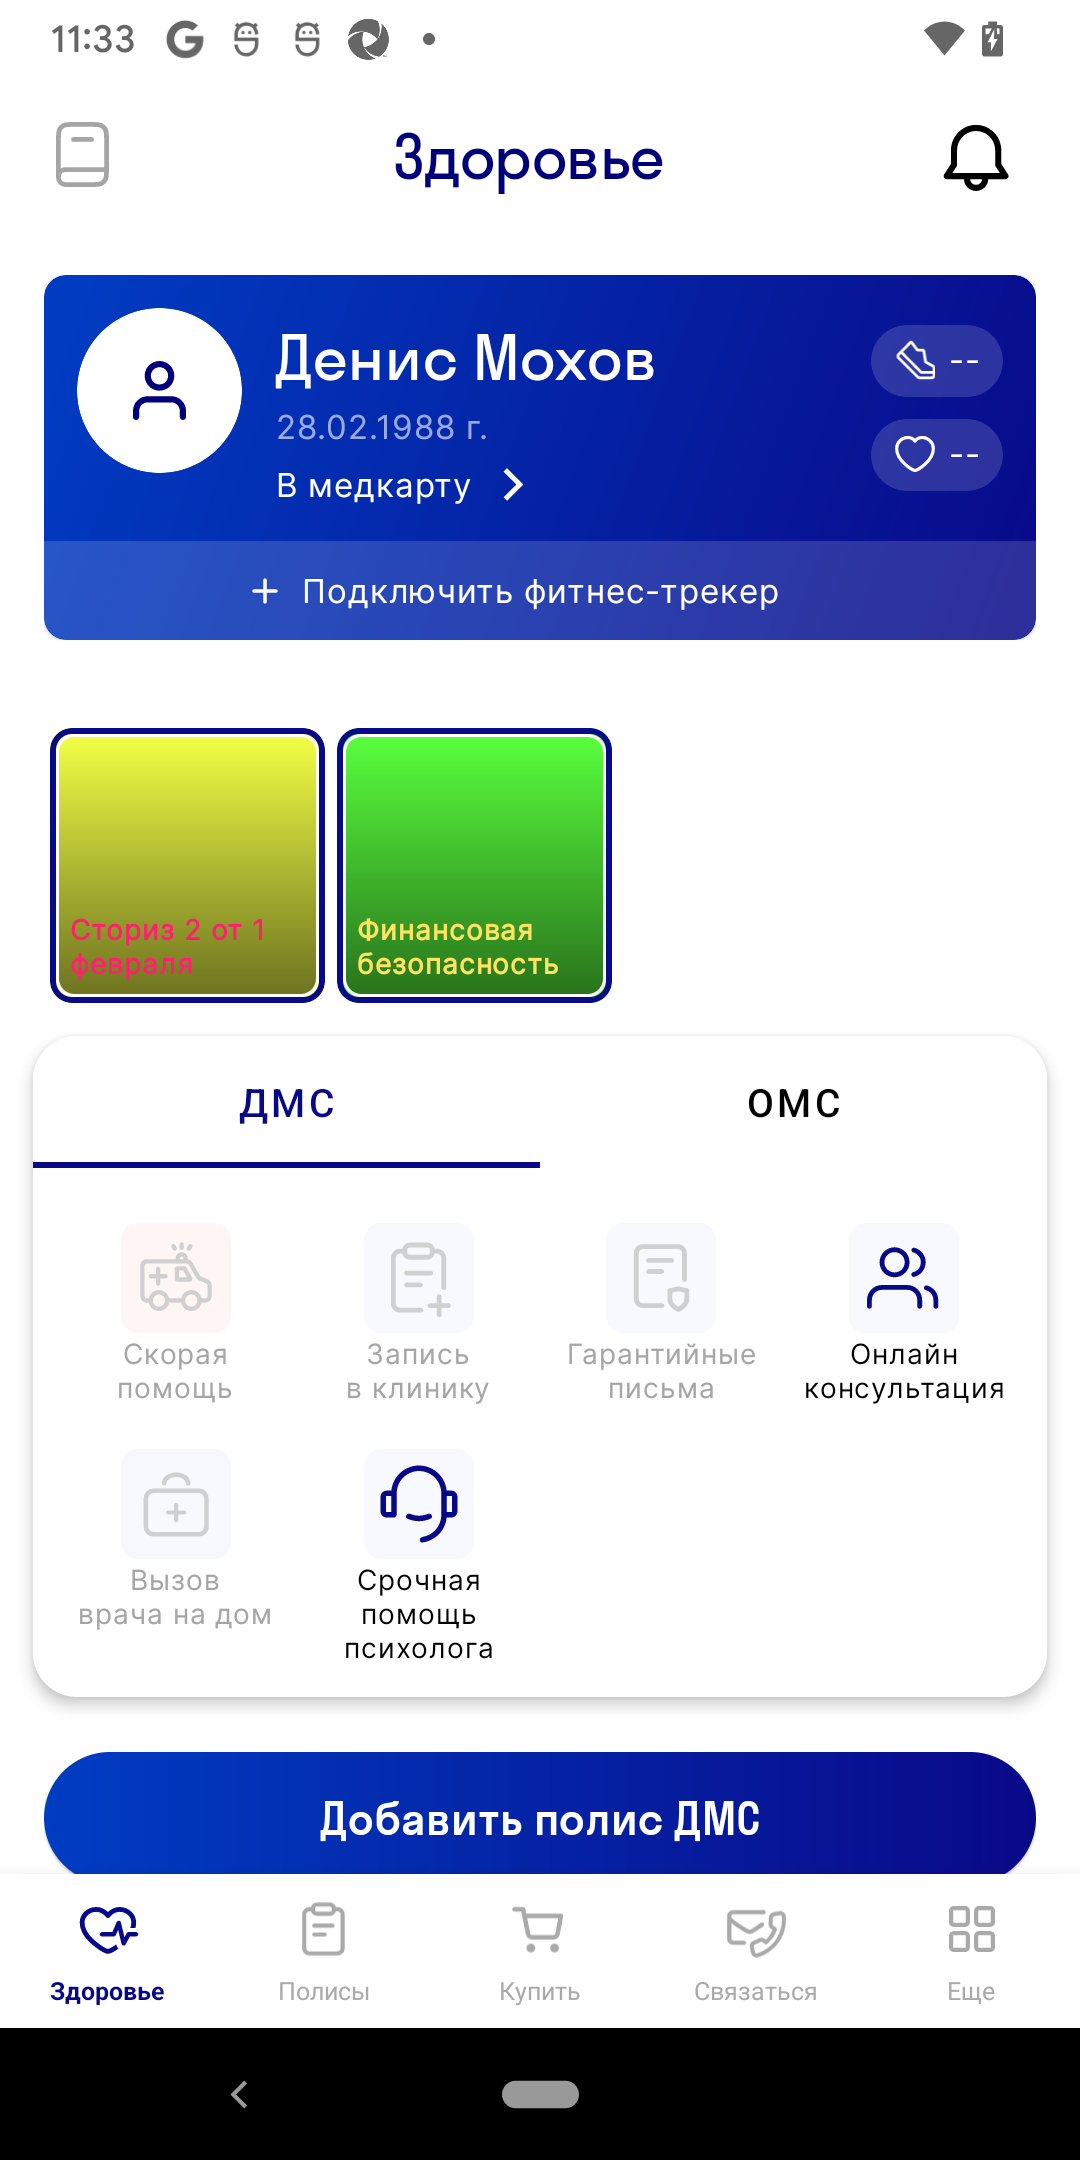 11:33
Здоровье
Денис Мохов
28.02.1988 г.
В медкарту
--
--
Подключить фитнес-трекер
Сториз 2 от 1
февраля
Финансовая
безопасность
ДМС
ОМС
Скорая
помощь
Запись
в клинику
Гарантийные
письма
Онлайн
консультация
Вызов
врача на дом
Срочная
помощь
психолога
Добавить полис ДМС
Здоровье
Полисы
Купить
Связаться
Еще